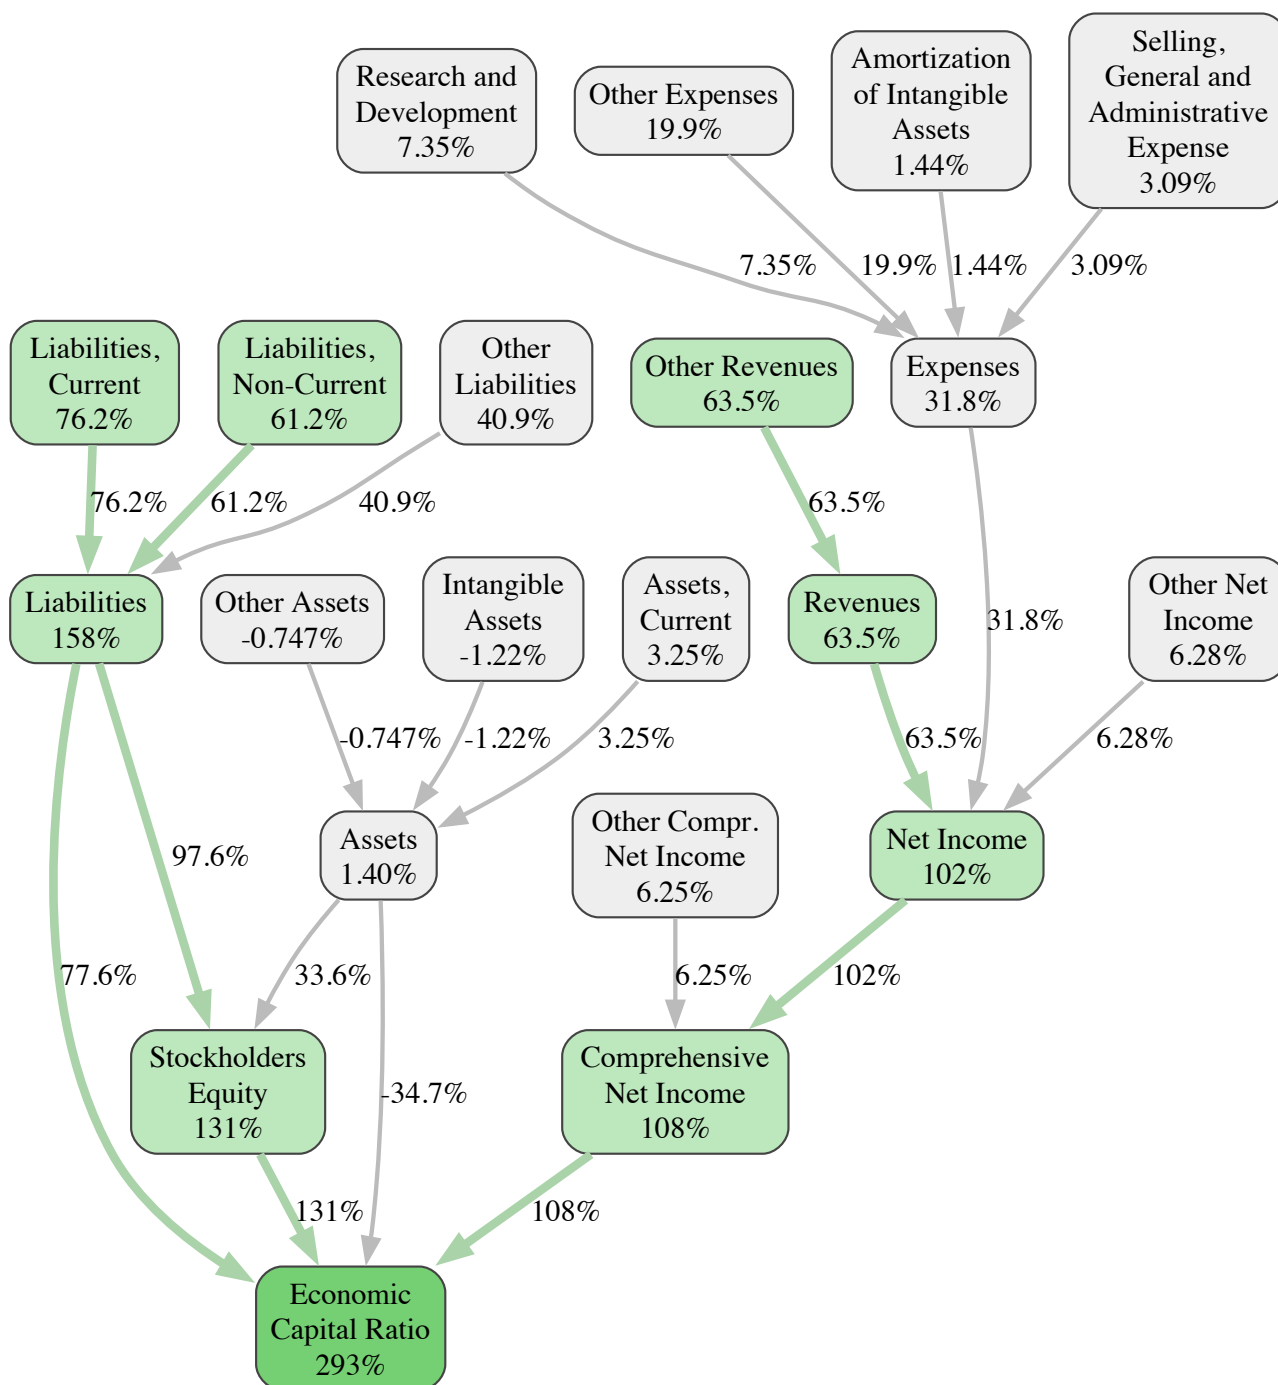 Research and
Development
7.35%
Other Expenses
19.9%
Amortization
of Intangible
Assets
1.44%
Selling,
General and
Administrative
Expense
3.09%
7.35%
19.9%
1.44%
3.09%
Liabilities,
Current
76.2%
Liabilities,
Non-Current
61.2%
Other
Liabilities
40.9%
Other Revenues
63.5%
Expenses
31.8%
76.2%
61.2%
40.9%
63.5%
Liabilities
158%
Other Assets
-0.747%
Intangible
Assets
-1.22%
Assets,
Current
3.25%
Revenues
63.5%
31.8%
Other Net
Income
6.28%
-0.747%
-1.22%
3.25%
63.5%
6.28%
97.6%
Assets
1.40%
Other Compr.
Net Income
6.25%
Net Income
102%
77.6%
33.6%
6.25%
102%
Stockholders
Equity
131%
-34.7%
Comprehensive
Net Income
108%
131%
108%
Economic
Capital Ratio
293%